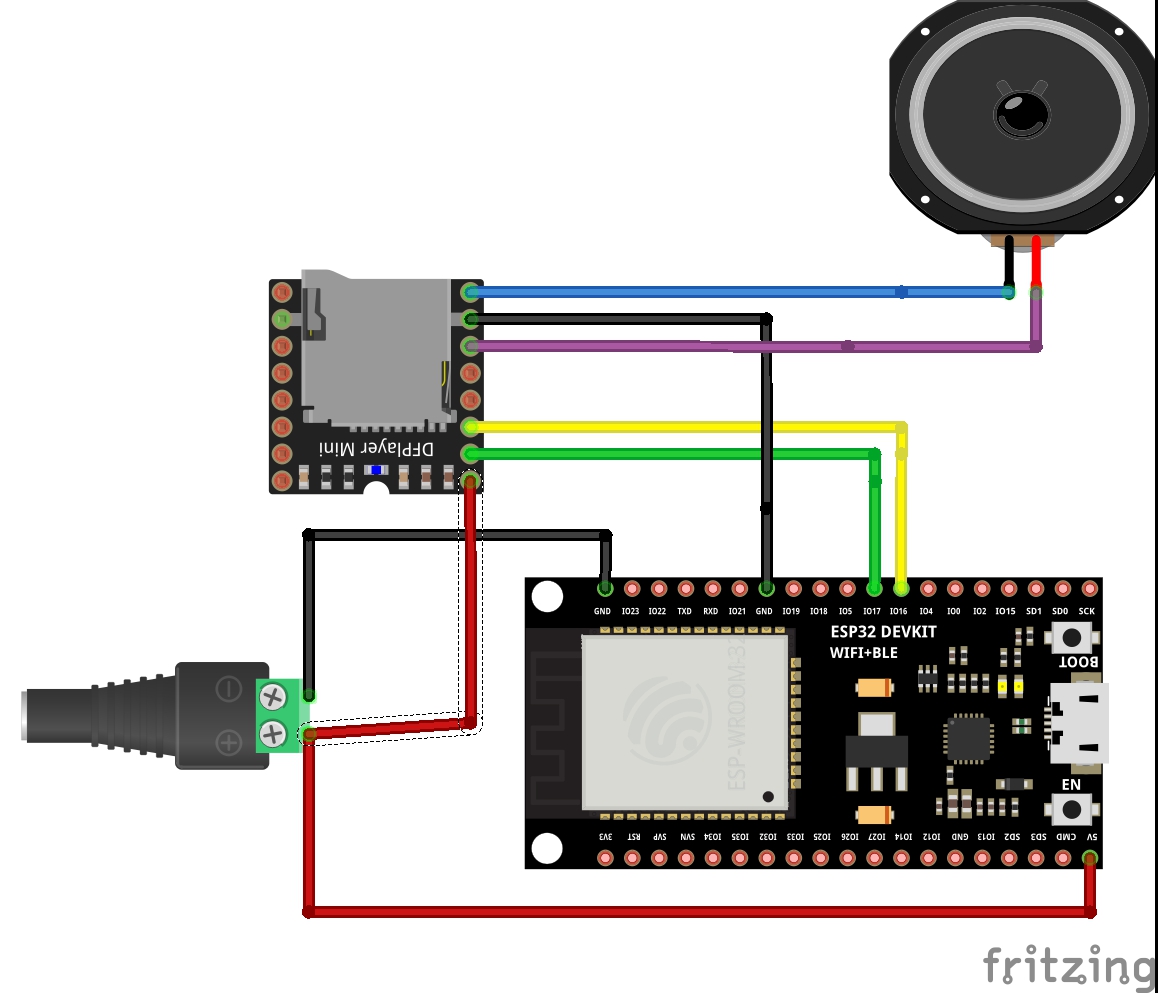 DFPlayer Mini
GND IO23 IO22 TXD RXD IO21 GND IO19 IO18 IO5 IO17 IO16 IO4 IO0 IO2 IO15 SD1 SD0 SCK
ESP32 DEVKIT
WIFI+BLE
BOOT
ESP-WROOM-32
EN
3V3 RST SVP SVN IO34 IO35 IO32 IO33 IO25 IO26 IO27 IO14 IO12 GND IO13 SD2 SD3 CMD 5V
fritzing